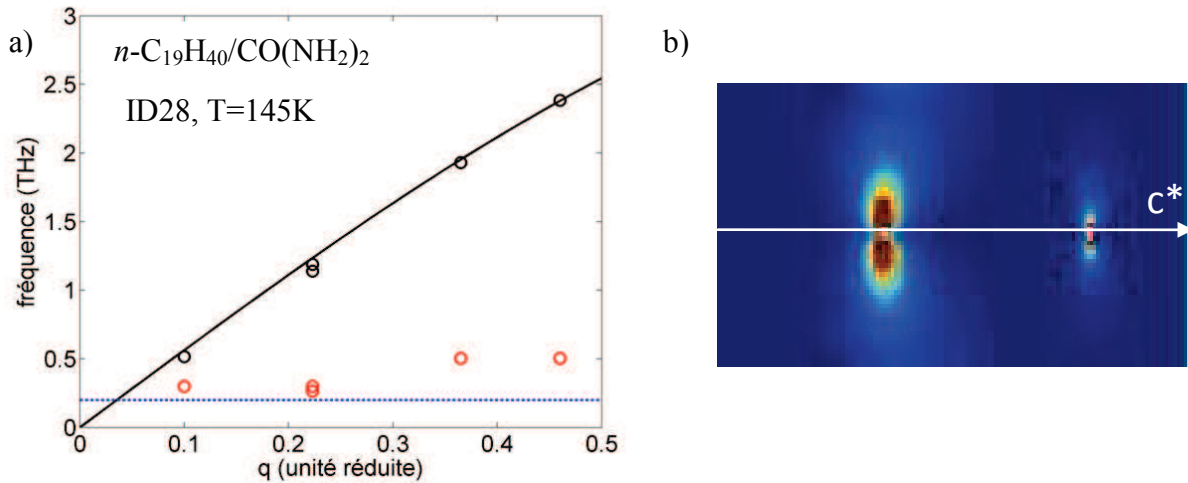 a)
n-C₁₉H₄₀/CO(NH₂)₂
ID28, T=145K
fréquence (THz)
3
2.5
2
1.5
1
0.5
0
0 0.1 0.2 0.3 0.4 0.5
q (unité réduite)
b)
c*